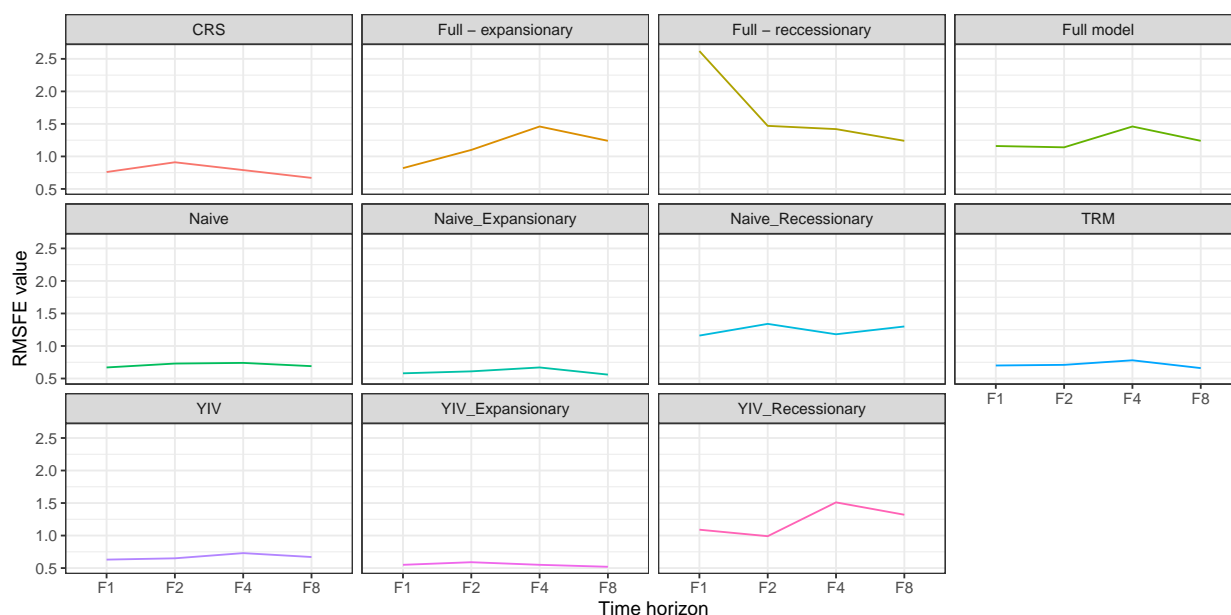 CRS
Full − expansionary
Full − reccessionary
Full model
2.5
2.0
1.5
1.0
0.5
Naive
Naive_Expansionary
Naive_Recessionary
TRM
2.5
2.0
1.5
1.0
0.5
F1 F2 F4 F8
YIV
YIV_Expansionary
YIV_Recessionary
2.5
2.0
1.5
1.0
0.5
F1 F2 F4 F8
F1 F2 F4 F8
F1 F2 F4 F8
RMSFE value
Time horizon